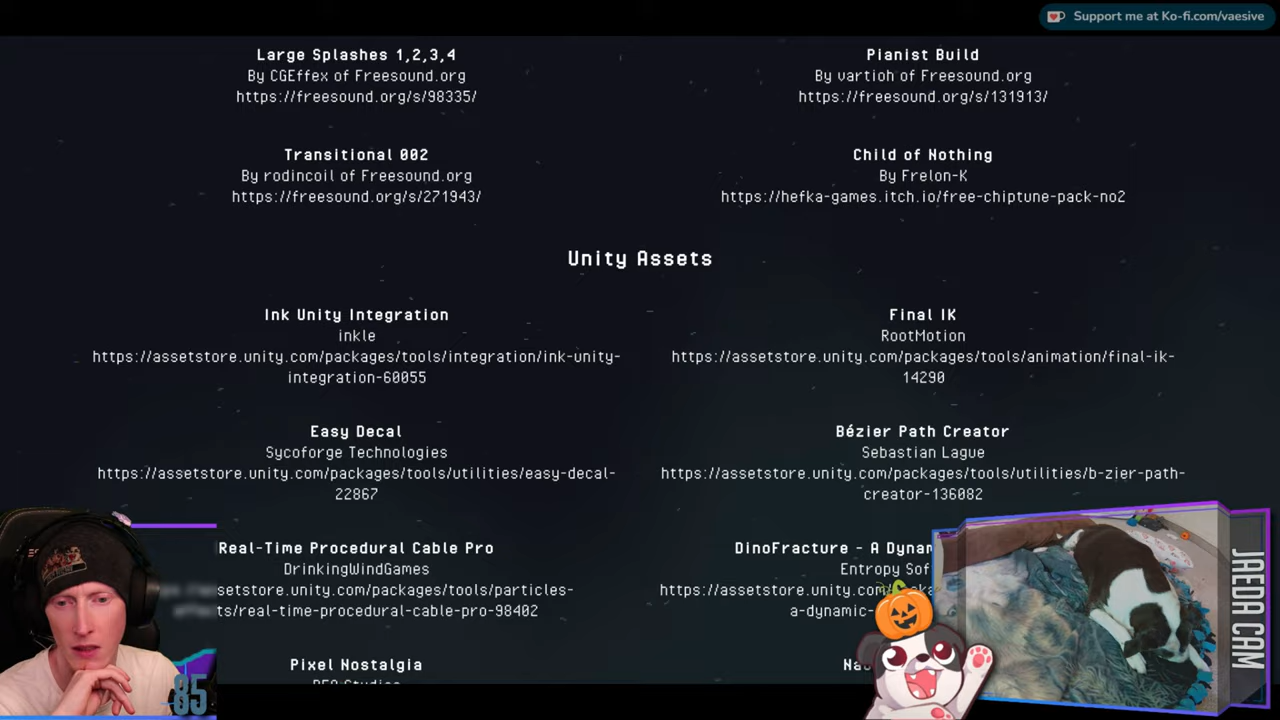 Support me at Ko-fi.com/vaesive
Large Splashes 1,2,3,4
By CGEffex of Freesound.org
https://freesound.org/s/98335/
Pianist Build
By vartioh of Freesound.org
https://freesound.org/s/131913/
Transitional 002
By rodincoil of Freesound.org
https://freesound.org/s/271943/
Child of Nothing
By Frelon-K
https://hefka-games.itch.io/free-chiptune-pack-no2
Unity Assets
Ink Unity Integration
inkle
https://assetstore.unity.com/packages/tools/integration/ink-unity-
integration-60055
Final IK
RootMotion
https://assetstore.unity.com/packages/tools/animation/final-ik-
14290
Easy Decal
Sycoforge Technologies
https://assetstore.unity.com/packages/tools/utilities/easy-decal-
22867
Bézier Path Creator
Sebastian Lague
https://assetstore.unity.com/packages/tools/utilities/b-zier-path-
creator-136082
Real-Time Procedural Cable Pro
DrinkingWindGames
setstore.unity.com/packages/tools/particles-
ts/real-time-procedural-cable-pro-98402
DinoFracture - A Dynam
Entropy Sof
https://assetstore.unity.com/
a-dynamic-
Pixel Nostalgia
JAEDA CAM
85